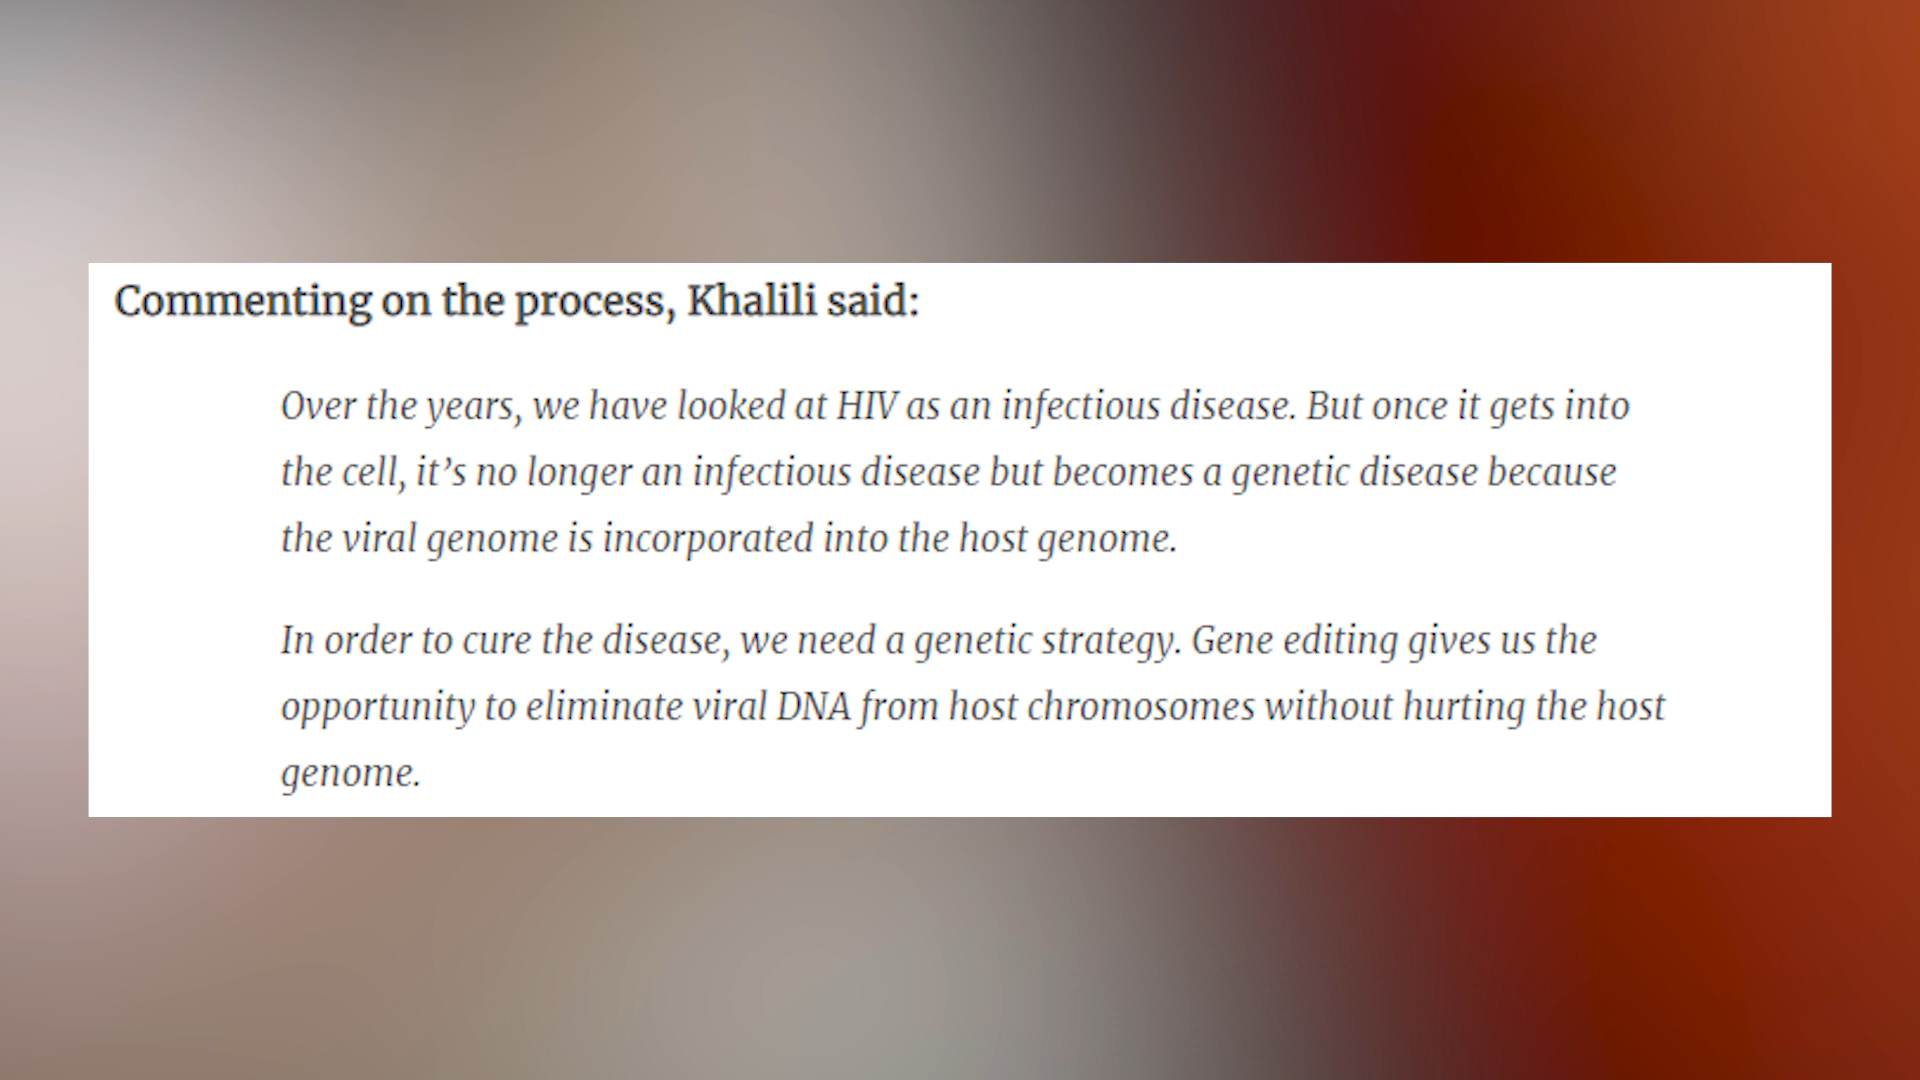 Commenting on the process, Khalili said:
Over the years, we have looked at HIV as an infectious disease. But once it gets into
the cell, it’s no longer an infectious disease but becomes a genetic disease because
the viral genome is incorporated into the host genome.
In order to cure the disease, we need a genetic strategy. Gene editing gives us the
opportunity to eliminate viral DNA from host chromosomes without hurting the host
genome.